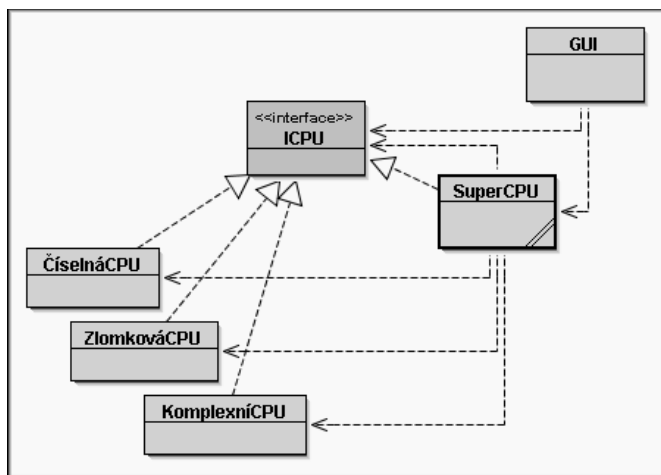 GUI
<<interface>>
ICPU
SuperCPU
ČíselnáCPU
ZlomkováCPU
KomplexníCPU